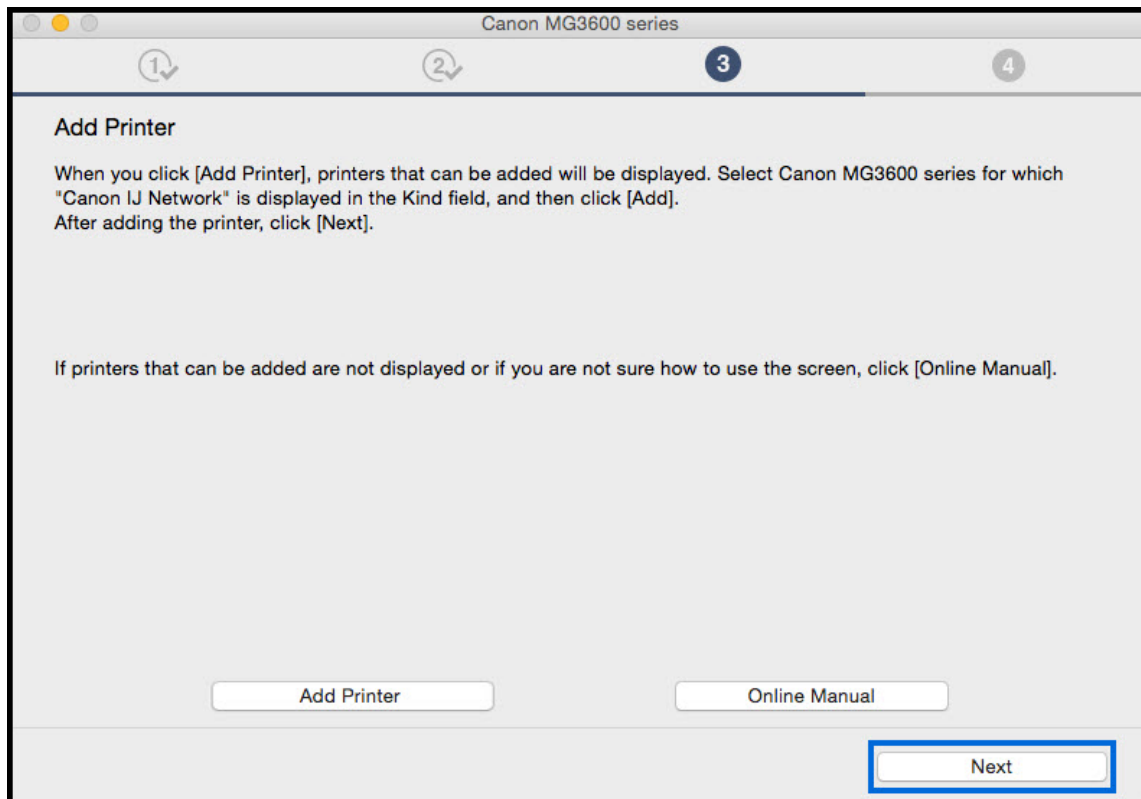 Canon MG3600 series
1 2 3 4
Add Printer
When you click [Add Printer], printers that can be added will be displayed. Select Canon MG3600 series for which
"Canon IJ Network" is displayed in the Kind field, and then click [Add].
After adding the printer, click [Next].
If printers that can be added are not displayed or if you are not sure how to use the screen, click [Online Manual].
Add Printer Online Manual
Next